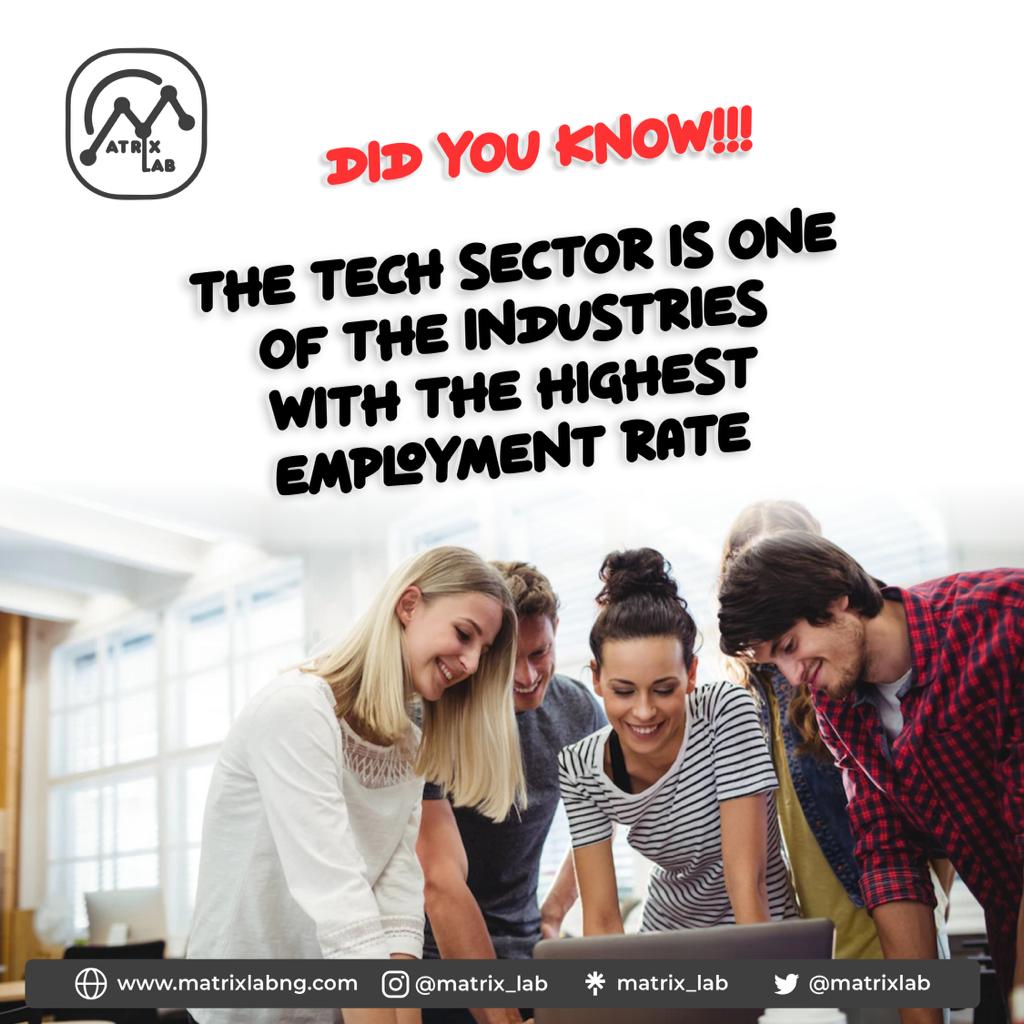 ATRIX
LAB
DID YOU KNOW!!!
THE TECH SECTOR IS ONE
OF THE INDUSTRIES
WITH THE HIGHEST
EMPLOYMENT RATE
www.matrixlabng.com @matrix_lab matrix_lab @matrixlab